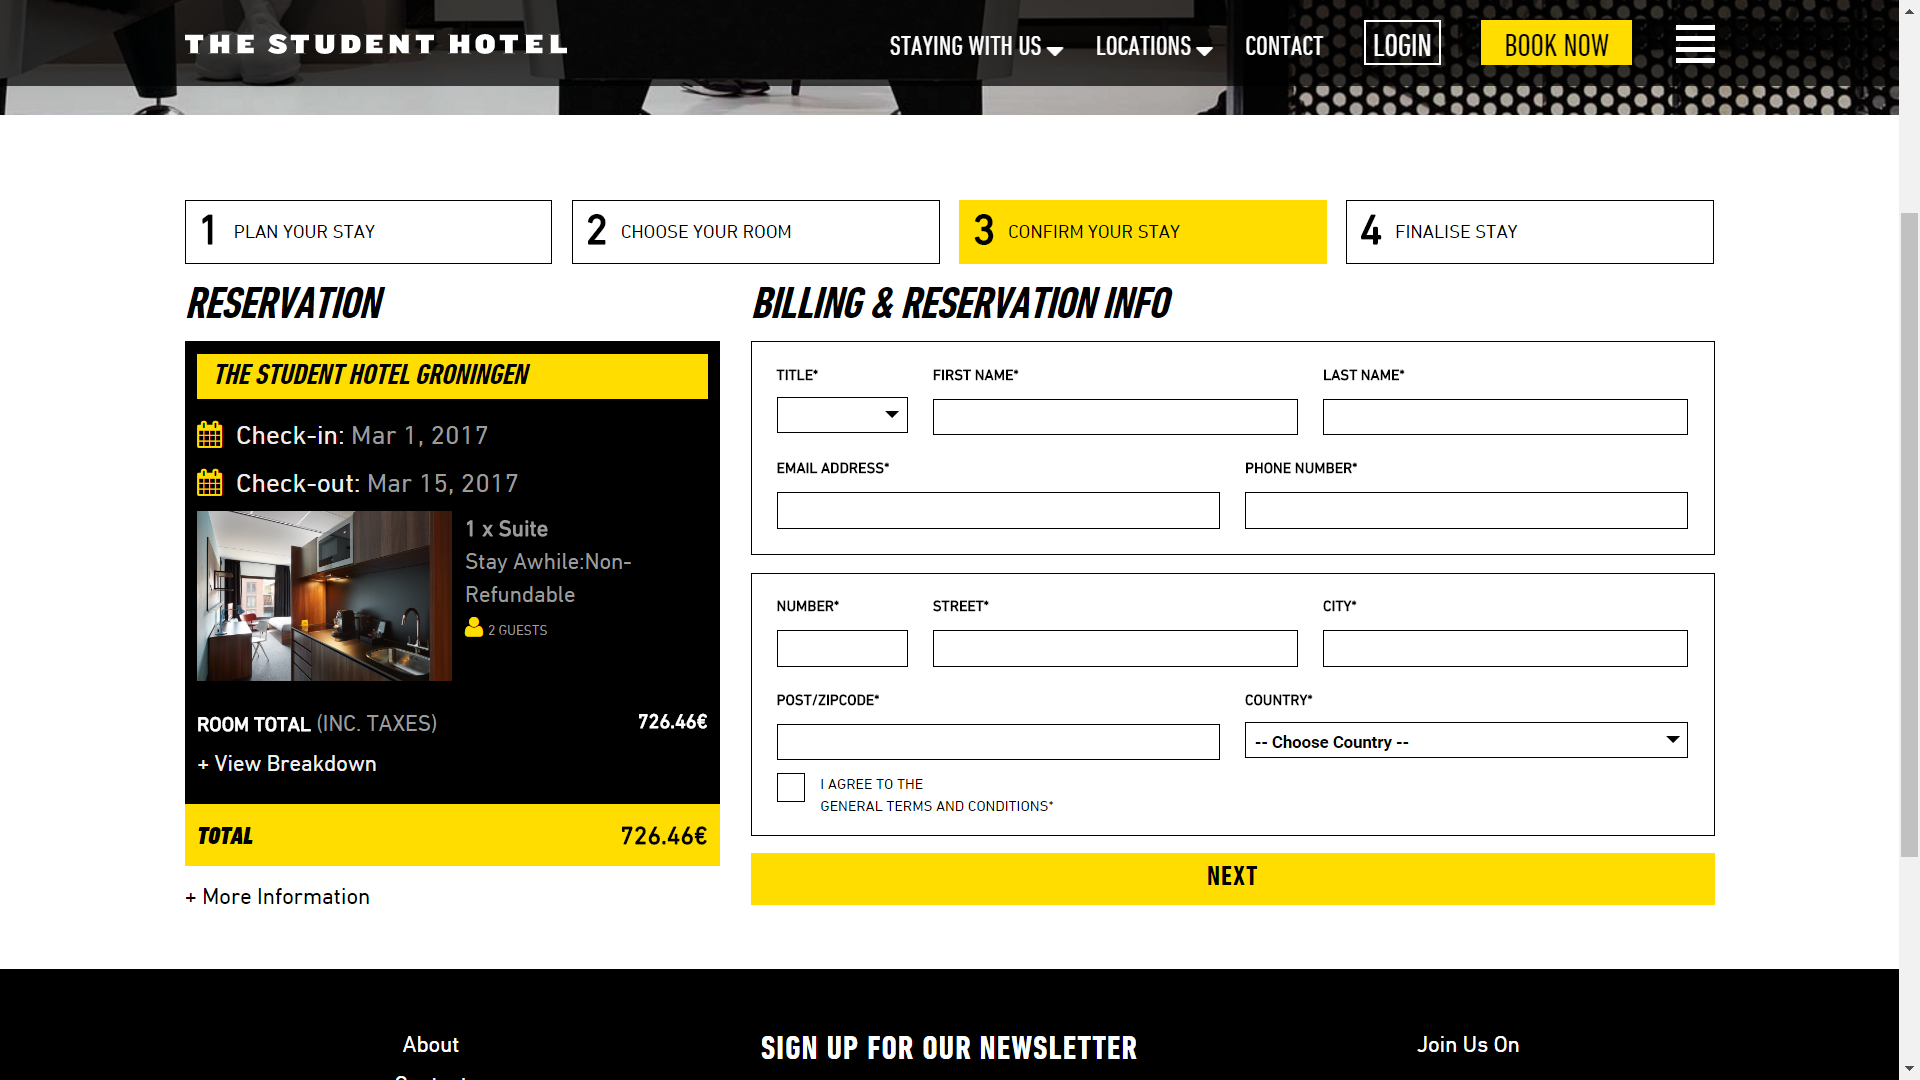 THE STUDENT HOTEL
STAYING WITH US
LOCATIONS
CONTACT
LOGIN
BOOK NOW
1 PLAN YOUR STAY
2 CHOOSE YOUR ROOM
3 CONFIRM YOUR STAY
4 FINALISE STAY
RESERVATION
THE STUDENT HOTEL GRONINGEN
Check-in: Mar 1, 2017
Check-out: Mar 15, 2017
1 x Suite
Stay Awhile:Non-
Refundable
2 GUESTS
ROOM TOTAL (INC. TAXES) 726.46€
+ View Breakdown
TOTAL 726.46€
+ More Information
BILLING & RESERVATION INFO
TITLE* FIRST NAME* LAST NAME*
EMAIL ADDRESS* PHONE NUMBER*
NUMBER* STREET* CITY*
POST/ZIPCODE* COUNTRY*
-- Choose Country --
I AGREE TO THE
GENERAL TERMS AND CONDITIONS*
NEXT
About
SIGN UP FOR OUR NEWSLETTER
Join Us On